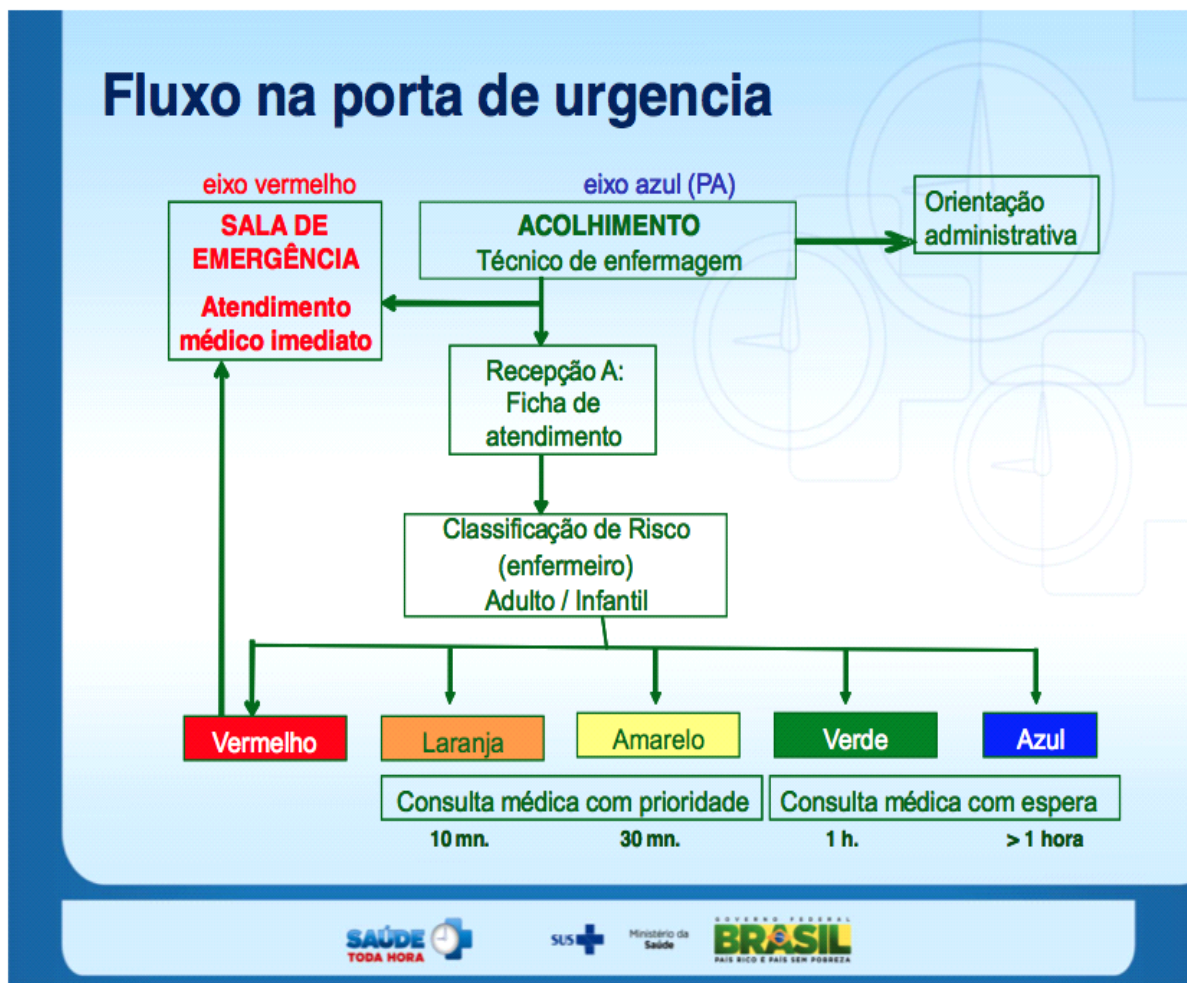 Fluxo na porta de urgencia
eixo vermelho
eixo azul (PA)
SALA DE
EMERGÊNCIA
Atendimento
médico imediato
ACOLHIMENTO
Técnico de enfermagem
Orientação
administrativa
Recepção A:
Ficha de
atendimento
Classificação de Risco
(enfermeiro)
Adulto / Infantil
Vermelho
Laranja
Amarelo
Verde
Azul
Consulta médica com prioridade
Consulta médica com espera
10 mn.
30 mn.
1 h.
> 1 hora
SAÚDE
TODA HORA
SUS
Ministério da
Saúde
GOVERNO FEDERAL
BRASIL
PAÍS RICO É PAÍS SEM POBREZA